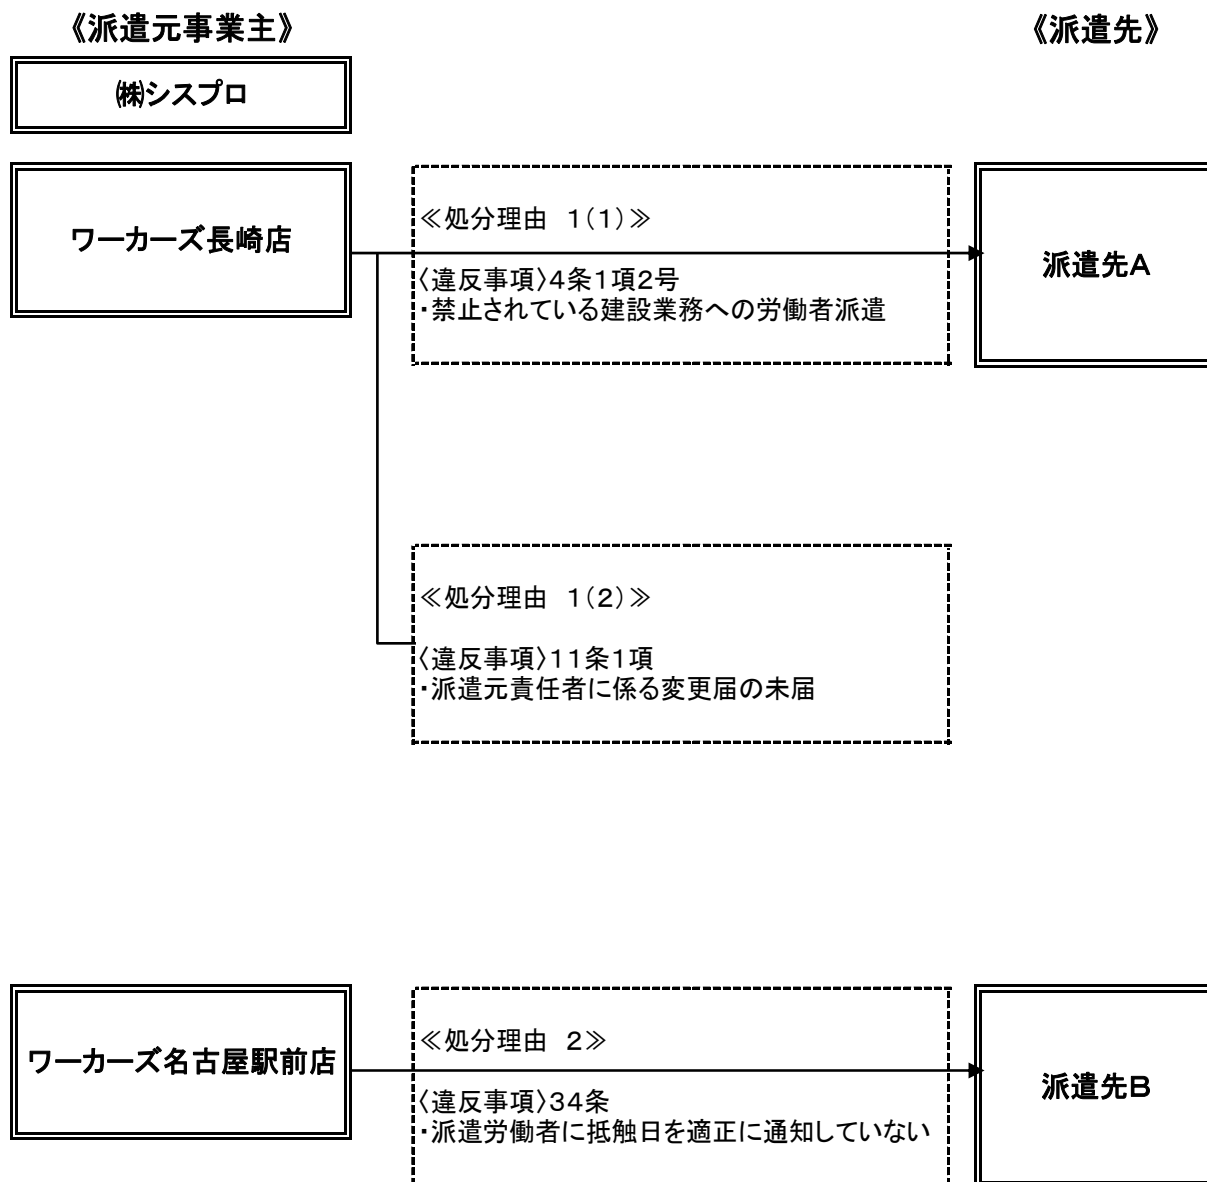 《派遣元事業主》
《派遣先》
㈱シスプロ
ワーカーズ長崎店
≪処分理由　１（１）≫
〈違反事項〉４条１項２号
・禁止されている建設業務への労働者派遣
派遣先Ａ
≪処分理由　１（２）≫
〈違反事項〉１１条１項
・派遣元責任者に係る変更届の未届
ワーカーズ名古屋駅前店
≪処分理由　２≫
〈違反事項〉３４条
・派遣労働者に抵触日を適正に通知していない
派遣先Ｂ